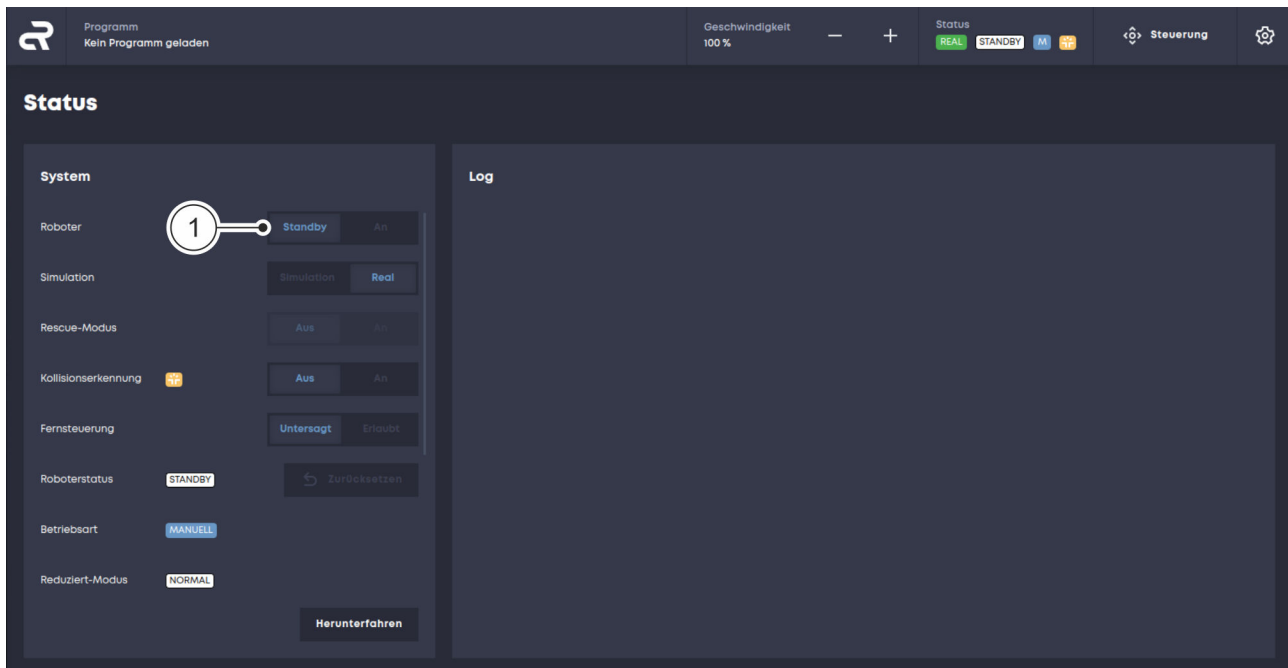 Programm
Kein Programm geladen
Geschwindigkeit
100 %
Status
REAL STANDBY M
Steuerung
Status
System
Log
Roboter 1 Standby An
Simulation Simulation Real
Rescue-Modus Aus An
Kollisionserkennung Aus An
Fernsteuerung Untersagt Erlaubt
Roboterstatus STANDBY Zurücksetzen
Betriebsart MANUELL
Reduziert-Modus NORMAL
Herunterfahren